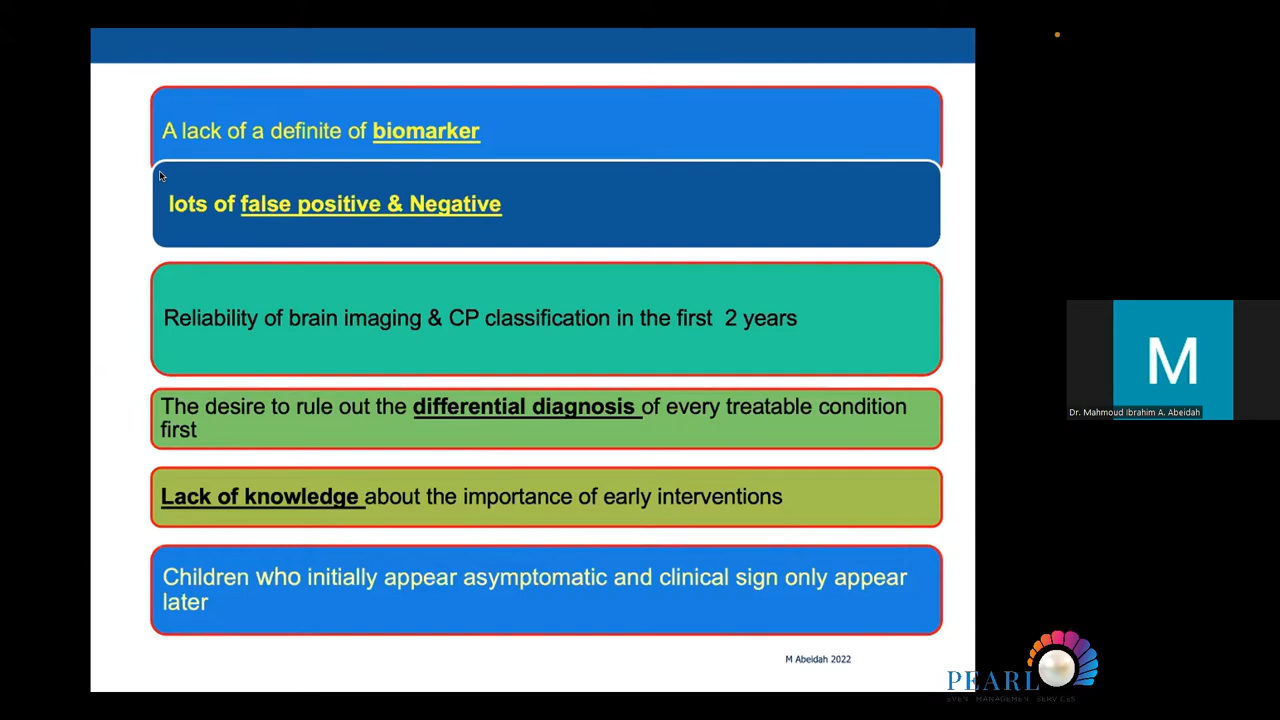 A lack of a definite of biomarker
lots of false positive & Negative
Reliability of brain imaging & CP classification in the first 2 years
The desire to rule out the differential diagnosis of every treatable condition
first
Lack of knowledge about the importance of early interventions
Children who initially appear asymptomatic and clinical sign only appear
later
M Abeidah 2022
M
Dr. Mahmoud Ibrahim A. Abeidah
PEARL
EVENT MANAGEMENT SERVICES